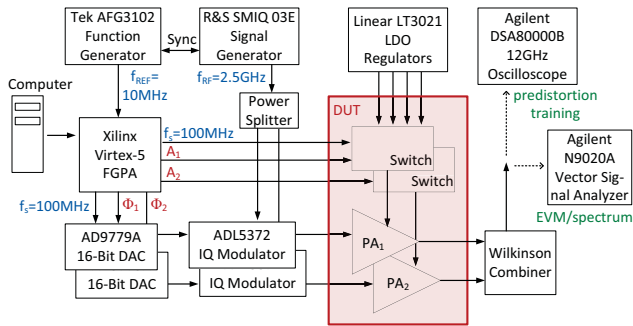 Tek AFG3102
Function
Generator
Sync
R&S SMIQ 03E
Signal
Generator
Linear LT3021
LDO
Regulators
Agilent
DSA80000B
12GHz
Oscilloscope
Computer
fREF=
10MHz
fRF=2.5GHz
Power
Splitter
DUT
predistortion
training
Xilinx
Virtex-5
FGPA
fs=100MHz
A1
A2
Switch
Switch
Agilent
N9020A
Vector Sig-
nal Analyzer
EVM/spectrum
fs=100MHz
Φ1
Φ2
AD9779A
16-Bit DAC
16-Bit DAC
ADL5372
IQ Modulator
IQ Modulator
PA1
PA2
Wilkinson
Combiner